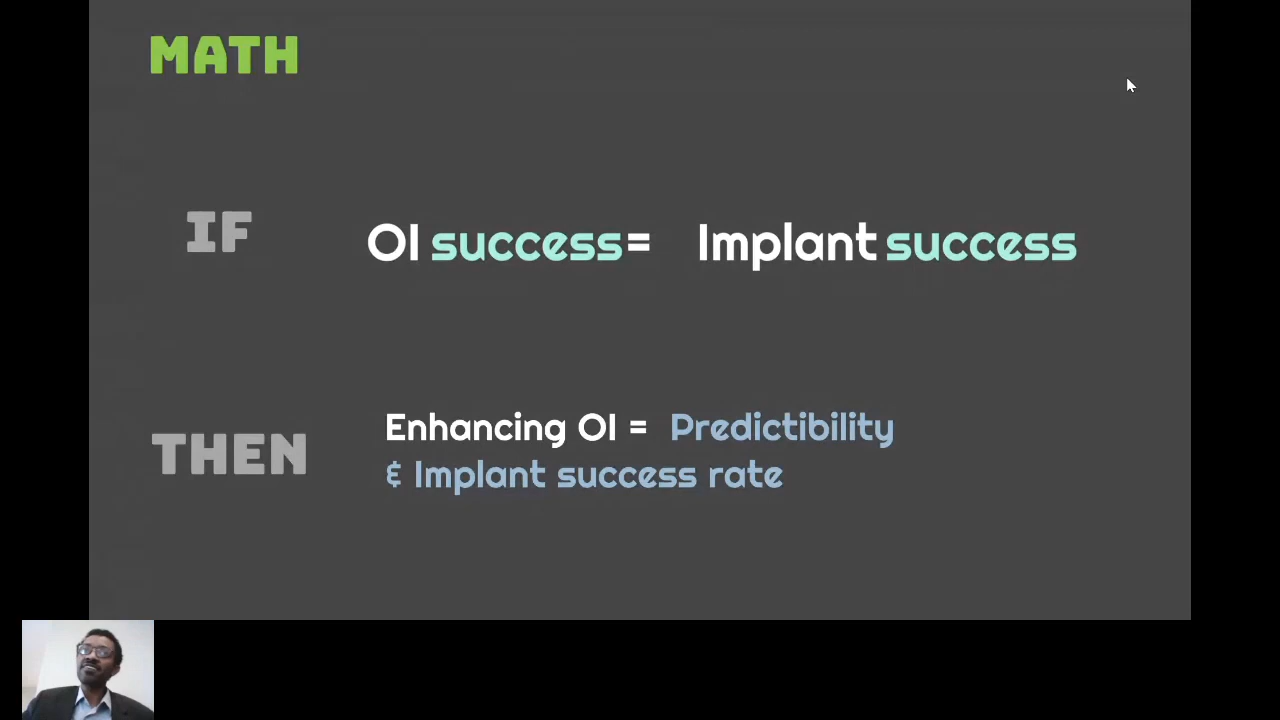 MATH
IF
OI success= Implant success
THEN
Enhancing OI = Predictibility
& Implant success rate